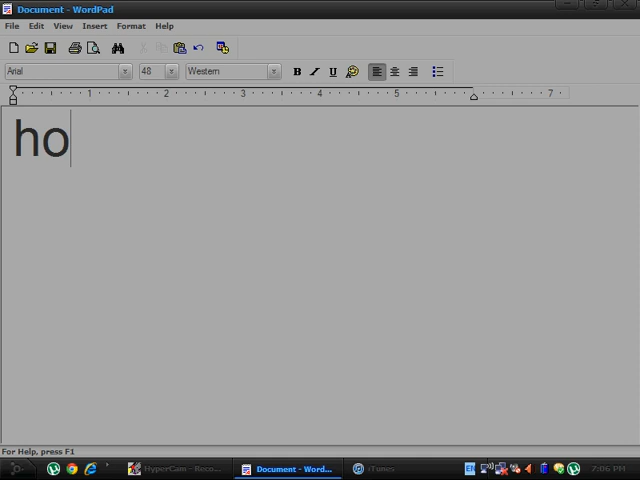 Document - WordPad
File Edit View Insert Format Help
Arial 48 Western
B I U
1 2 3 4 5 7
ho
For Help, press F1
HyperCam - Reco... Document - Word... iTunes EN 7:06 PM